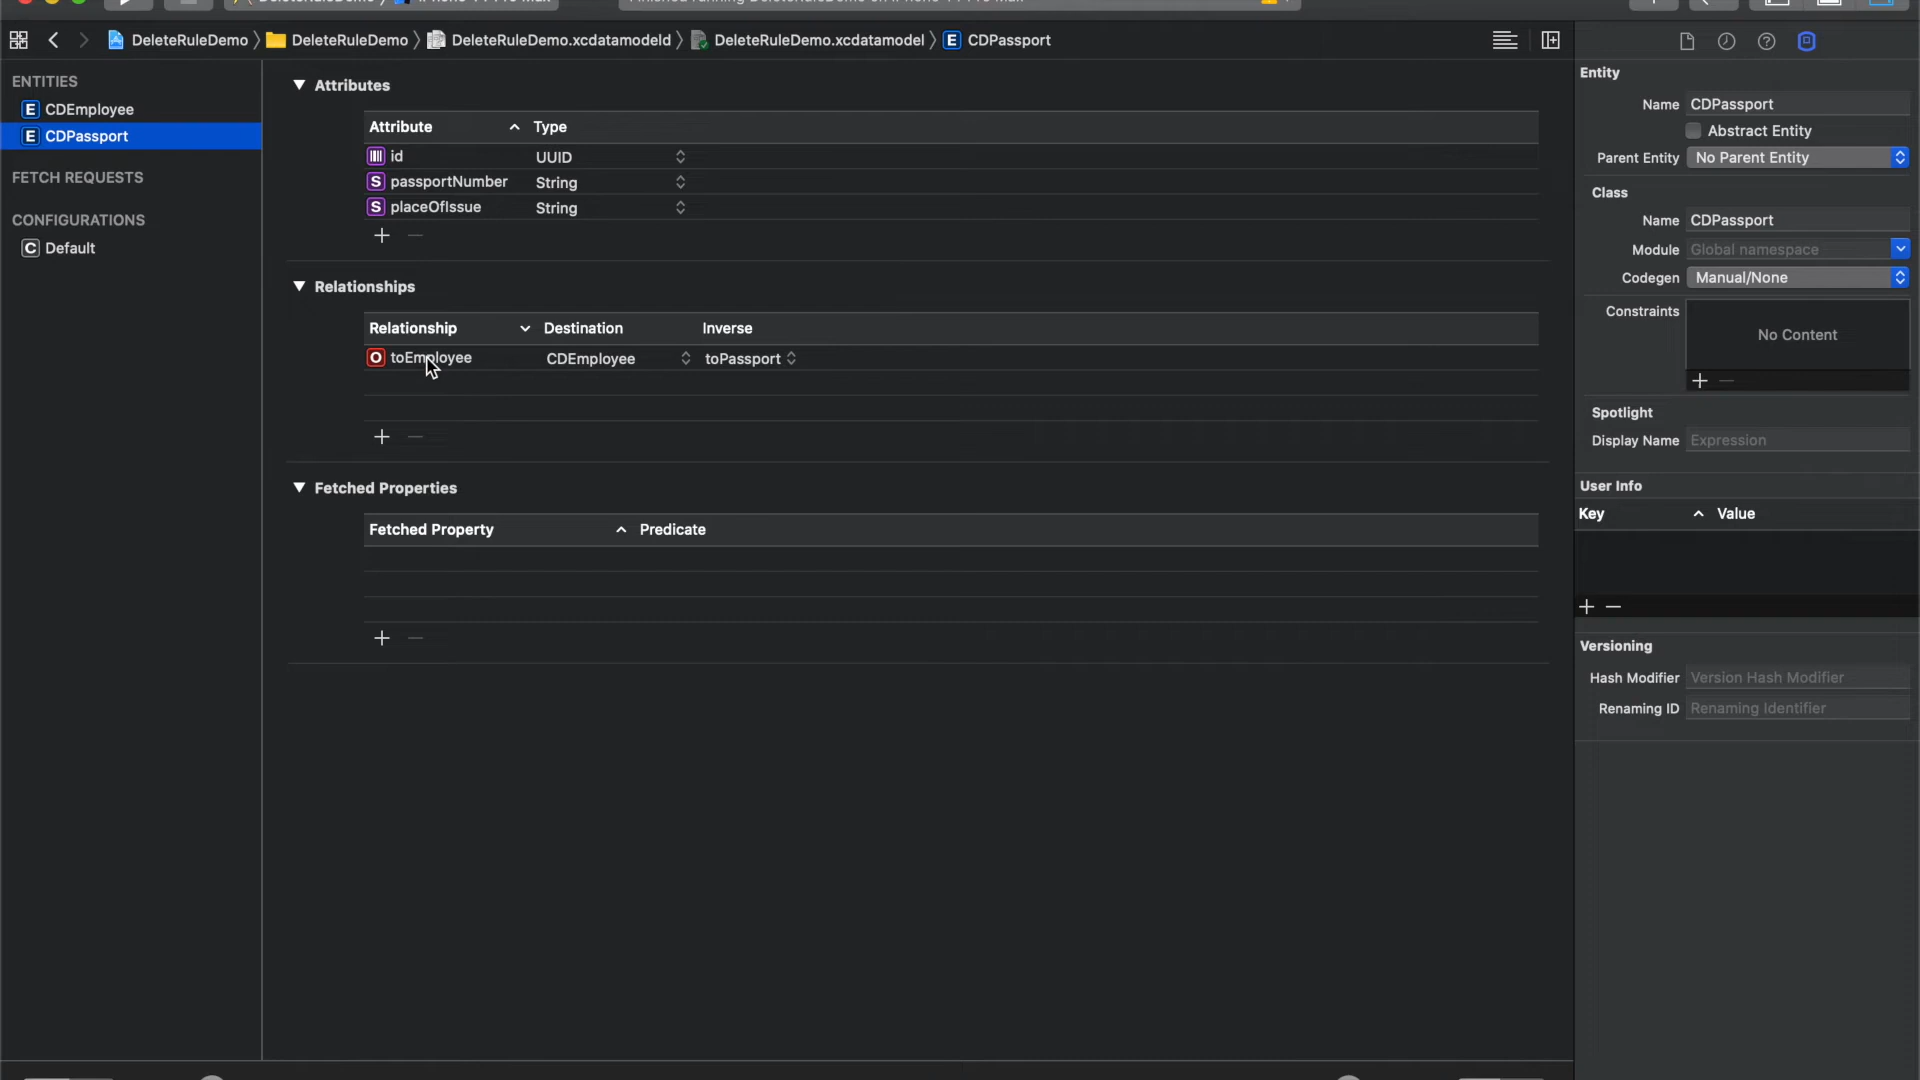 DeleteRuleDemo
DeleteRuleDemo
DeleteRuleDemo.xcdatamodeld
DeleteRuleDemo.xcdatamodel
E CDPassport
ENTITIES
E CDEmployee
E CDPassport
FETCH REQUESTS
CONFIGURATIONS
C Default
Attributes
Attribute Type
id UUID
S passportNumber String
S placeOfIssue String
Relationships
Relationship Destination Inverse
O toEmployee CDEmployee toPassport
Fetched Properties
Fetched Property Predicate
Entity
Name CDPassport
Abstract Entity
Parent Entity No Parent Entity
Class
Name CDPassport
Module Global namespace
Codegen Manual/None
Constraints
No Content
Spotlight
Display Name Expression
User Info
Key Value
Versioning
Hash Modifier Version Hash Modifier
Renaming ID Renaming Identifier